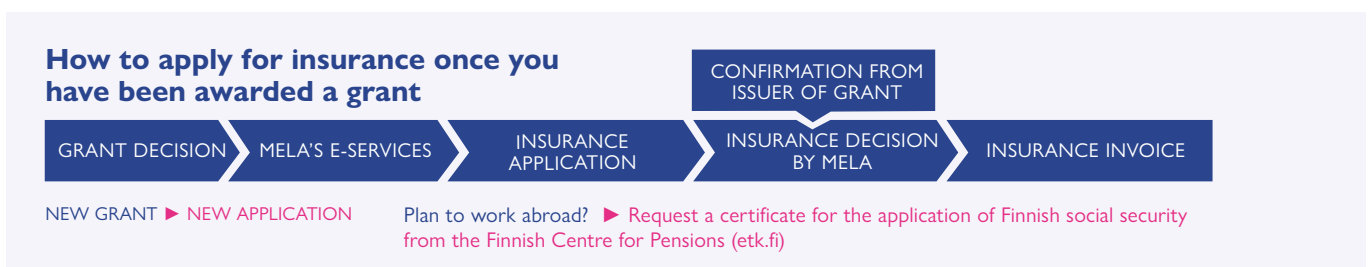 How to apply for insurance once you
have been awarded a grant
CONFIRMATION FROM
ISSUER OF GRANT
GRANT DECISION
MELA'S E-SERVICES
INSURANCE
APPLICATION
INSURANCE DECISION
BY MELA
INSURANCE INVOICE
NEW GRANT ► NEW APPLICATION
Plan to work abroad? ► Request a certificate for the application of Finnish social security
from the Finnish Centre for Pensions (etk.fi)